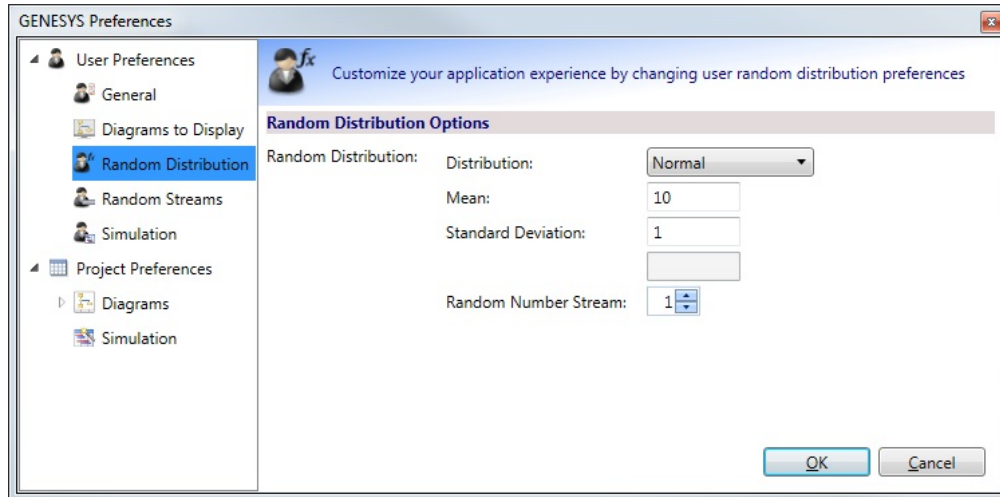 GENESYS Preferences
User Preferences
General
Diagrams to Display
Random Distribution
Random Streams
Simulation
Project Preferences
Diagrams
Simulation
fx
Customize your application experience by changing user random distribution preferences
Random Distribution Options
Random Distribution:
Distribution: Normal
Mean: 10
Standard Deviation: 1
Random Number Stream: 1
OK Cancel